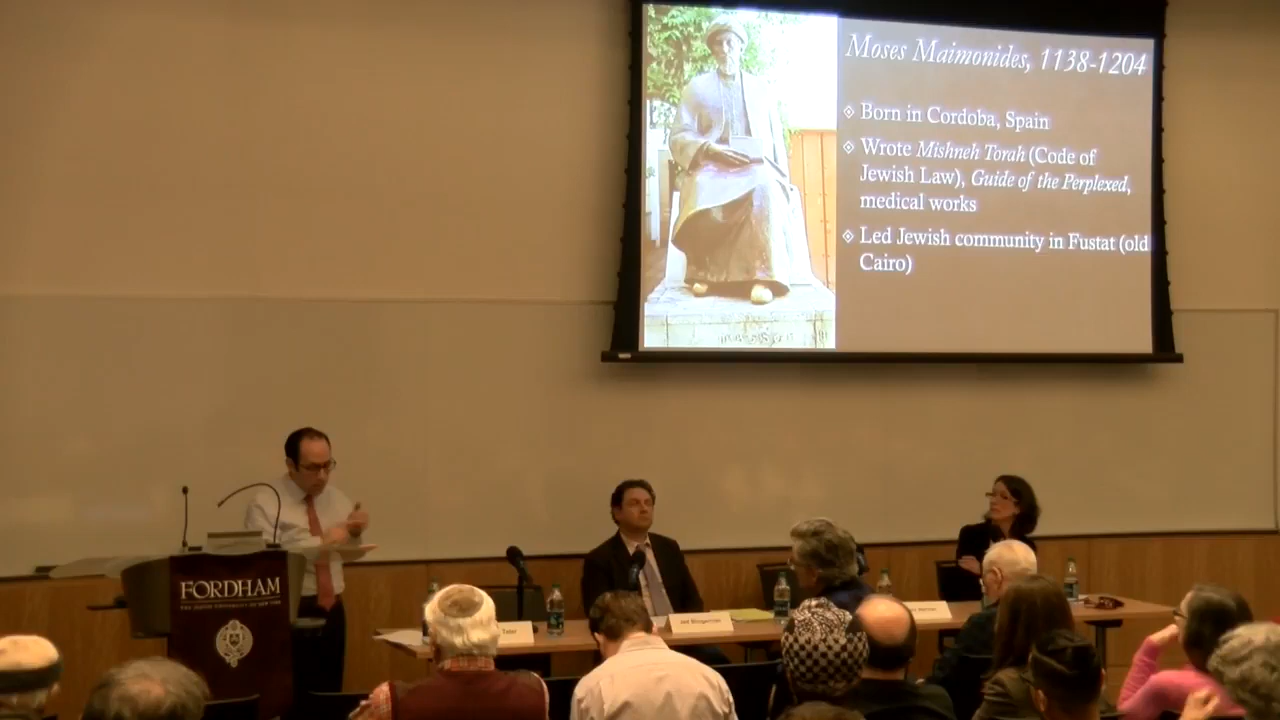 Moses Maimonides, 1138-1204
Born in Cordoba, Spain
Wrote Mishneh Torah (Code of
Jewish Law), Guide of the Perplexed,
medical works
Led Jewish community in Fustat (old
Cairo)
FORDHAM
THE JESUIT UNIVERSITY OF NEW YORK